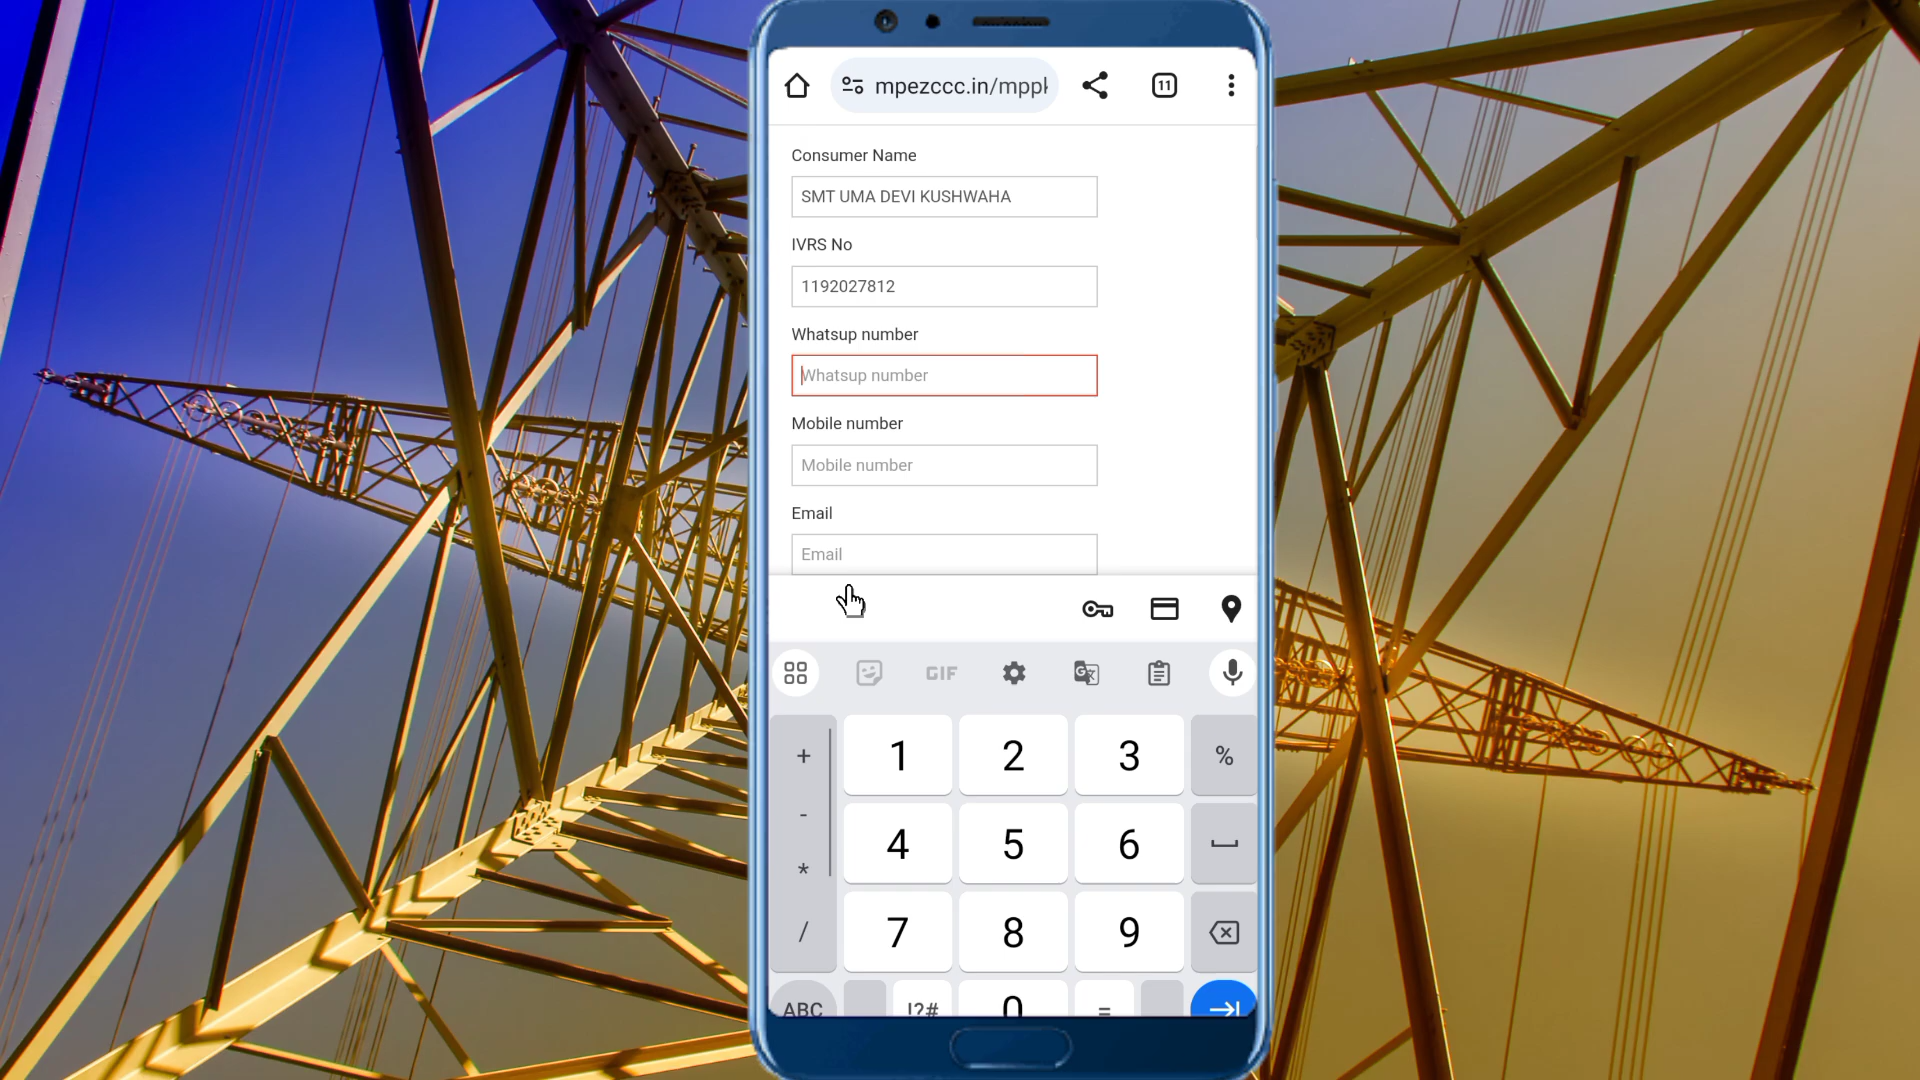 mpezccc.in/mppk
11
Consumer Name
SMT UMA DEVI KUSHWAHA
IVRS No
1192027812
Whatsup number
Whatsup number
Mobile number
Mobile number
Email
Email
GIF
+ 1 2 3 %
- 4 5 6
*
/ 7 8 9
ABC !?# 0 =